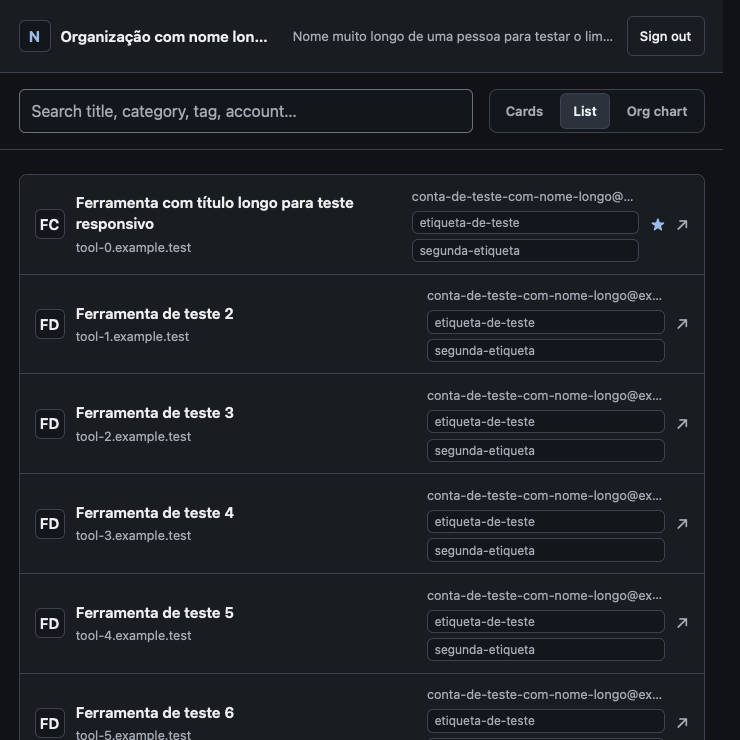 N Organização com nome lon... Nome muito longo de uma pessoa para testar o lim... Sign out
Search title, category, tag, account... Cards List Org chart
FC
Ferramenta com título longo para teste
responsivo
tool-0.example.test
conta-de-teste-com-nome-longo@...
etiqueta-de-teste
segunda-etiqueta
FD
Ferramenta de teste 2
tool-1.example.test
conta-de-teste-com-nome-longo@ex...
etiqueta-de-teste
segunda-etiqueta
FD
Ferramenta de teste 3
tool-2.example.test
conta-de-teste-com-nome-longo@ex...
etiqueta-de-teste
segunda-etiqueta
FD
Ferramenta de teste 4
tool-3.example.test
conta-de-teste-com-nome-longo@ex...
etiqueta-de-teste
segunda-etiqueta
FD
Ferramenta de teste 5
tool-4.example.test
conta-de-teste-com-nome-longo@ex...
etiqueta-de-teste
segunda-etiqueta
FD
Ferramenta de teste 6
tool-5.example.test
conta-de-teste-com-nome-longo@ex...
etiqueta-de-teste